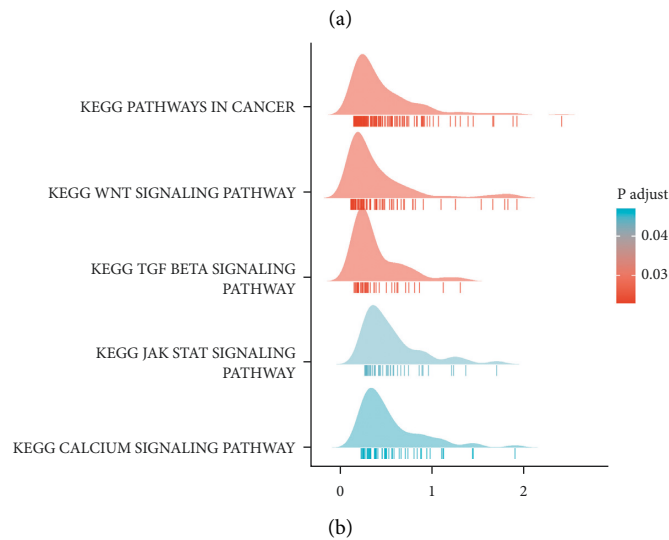 (a)
KEGG PATHWAYS IN CANCER
KEGG WNT SIGNALING PATHWAY
KEGG TGF BETA SIGNALING
PATHWAY
KEGG JAK STAT SIGNALING
PATHWAY
KEGG CALCIUM SIGNALING PATHWAY
0 1 2
P adjust
0.04
0.03
(b)